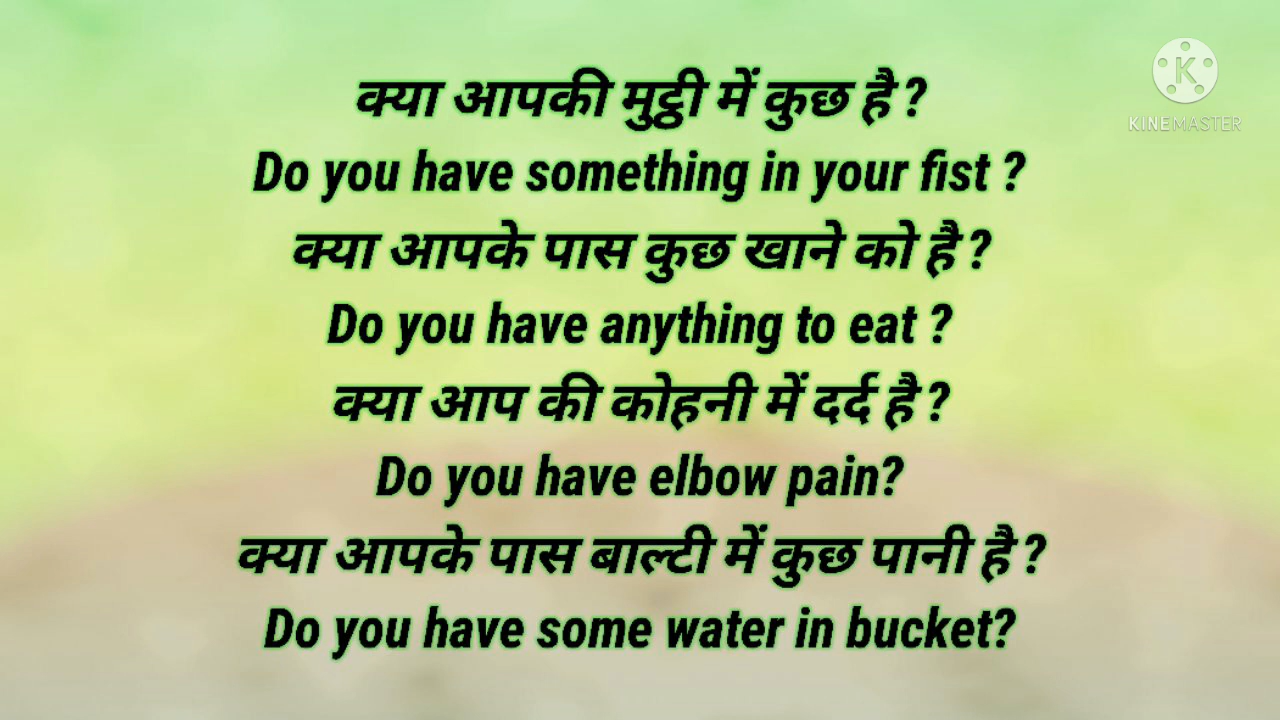 क्या आपकी मुट्ठी में कुछ है ?
Do you have something in your fist ?
क्या आपके पास कुछ खाने को है ?
Do you have anything to eat ?
क्या आप की कोहनी में दर्द है ?
Do you have elbow pain?
क्या आपके पास बाल्टी में कुछ पानी है ?
Do you have some water in bucket?
K
KINEMASTER